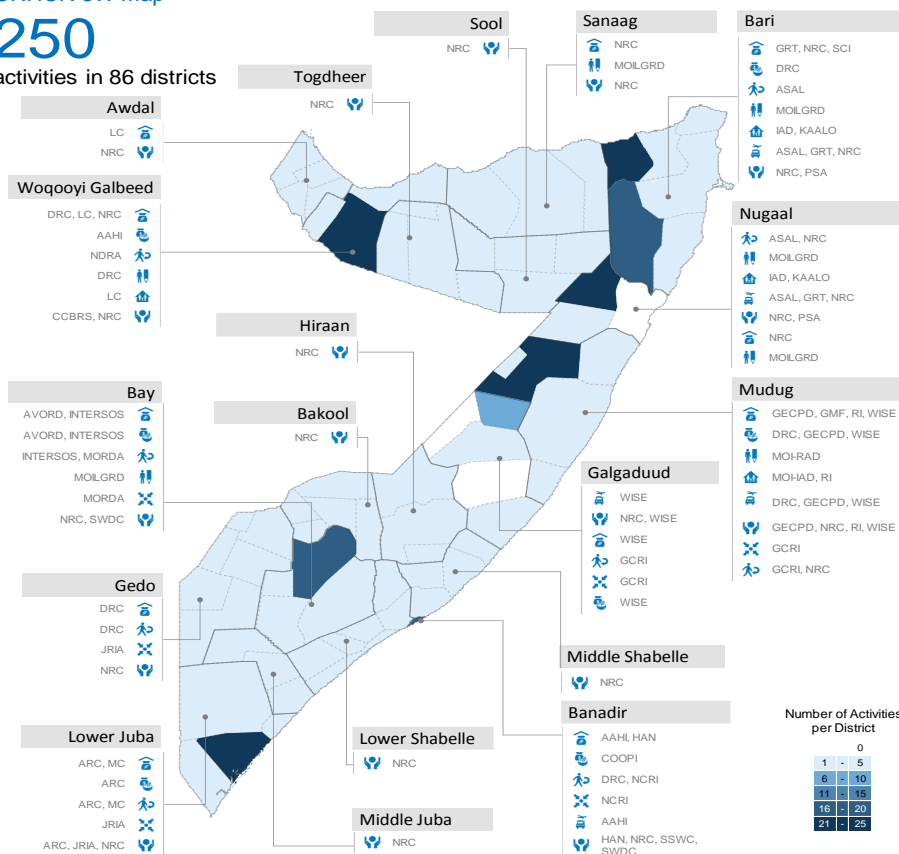 250
activities in 86 districts
Sool
NRC
Sanaag
NRC
MOILGRD
NRC
Bari
GRT, NRC, SCI
DRC
ASAL
MOILGRD
IAD, KAALO
ASAL, GRT, NRC
NRC, PSA
Togdheer
NRC
Awdal
LC
NRC
Woqooyi Galbeed
DRC, LC, NRC
AAHI
NDRA
DRC
LC
CCBRS, NRC
Nugaal
ASAL, NRC
MOILGRD
IAD, KAALO
ASAL, GRT, NRC
NRC, PSA
NRC
MOILGRD
Hiraan
NRC
Bay
AVORD, INTERSOS
AVORD, INTERSOS
INTERSOS, MORDA
MOILGRD
MORDA
NRC, SWDC
Bakool
NRC
Mudug
GECPD, GMF, RI, WISE
DRC, GECPD, WISE
MOI-RAD
MOI-IAD, RI
DRC, GECPD, WISE
GECPD, NRC, RI, WISE
GCRI
GCRI, NRC
Galgaduud
WISE
NRC, WISE
WISE
GCRI
GCRI
WISE
Gedo
DRC
DRC
JRIA
NRC
Middle Shabelle
NRC
Banadir
AAHI, HAN
COOPI
DRC, NCRI
NCRI
AAHI
HAN, NRC, SSWC,
SWDC
Lower Juba
ARC, MC
ARC
ARC, MC
JRIA
ARC, JRIA, NRC
Lower Shabelle
NRC
Middle Juba
NRC
Number of Activities
per District
0
1 - 5
6 - 10
11 - 15
16 - 20
21 - 25